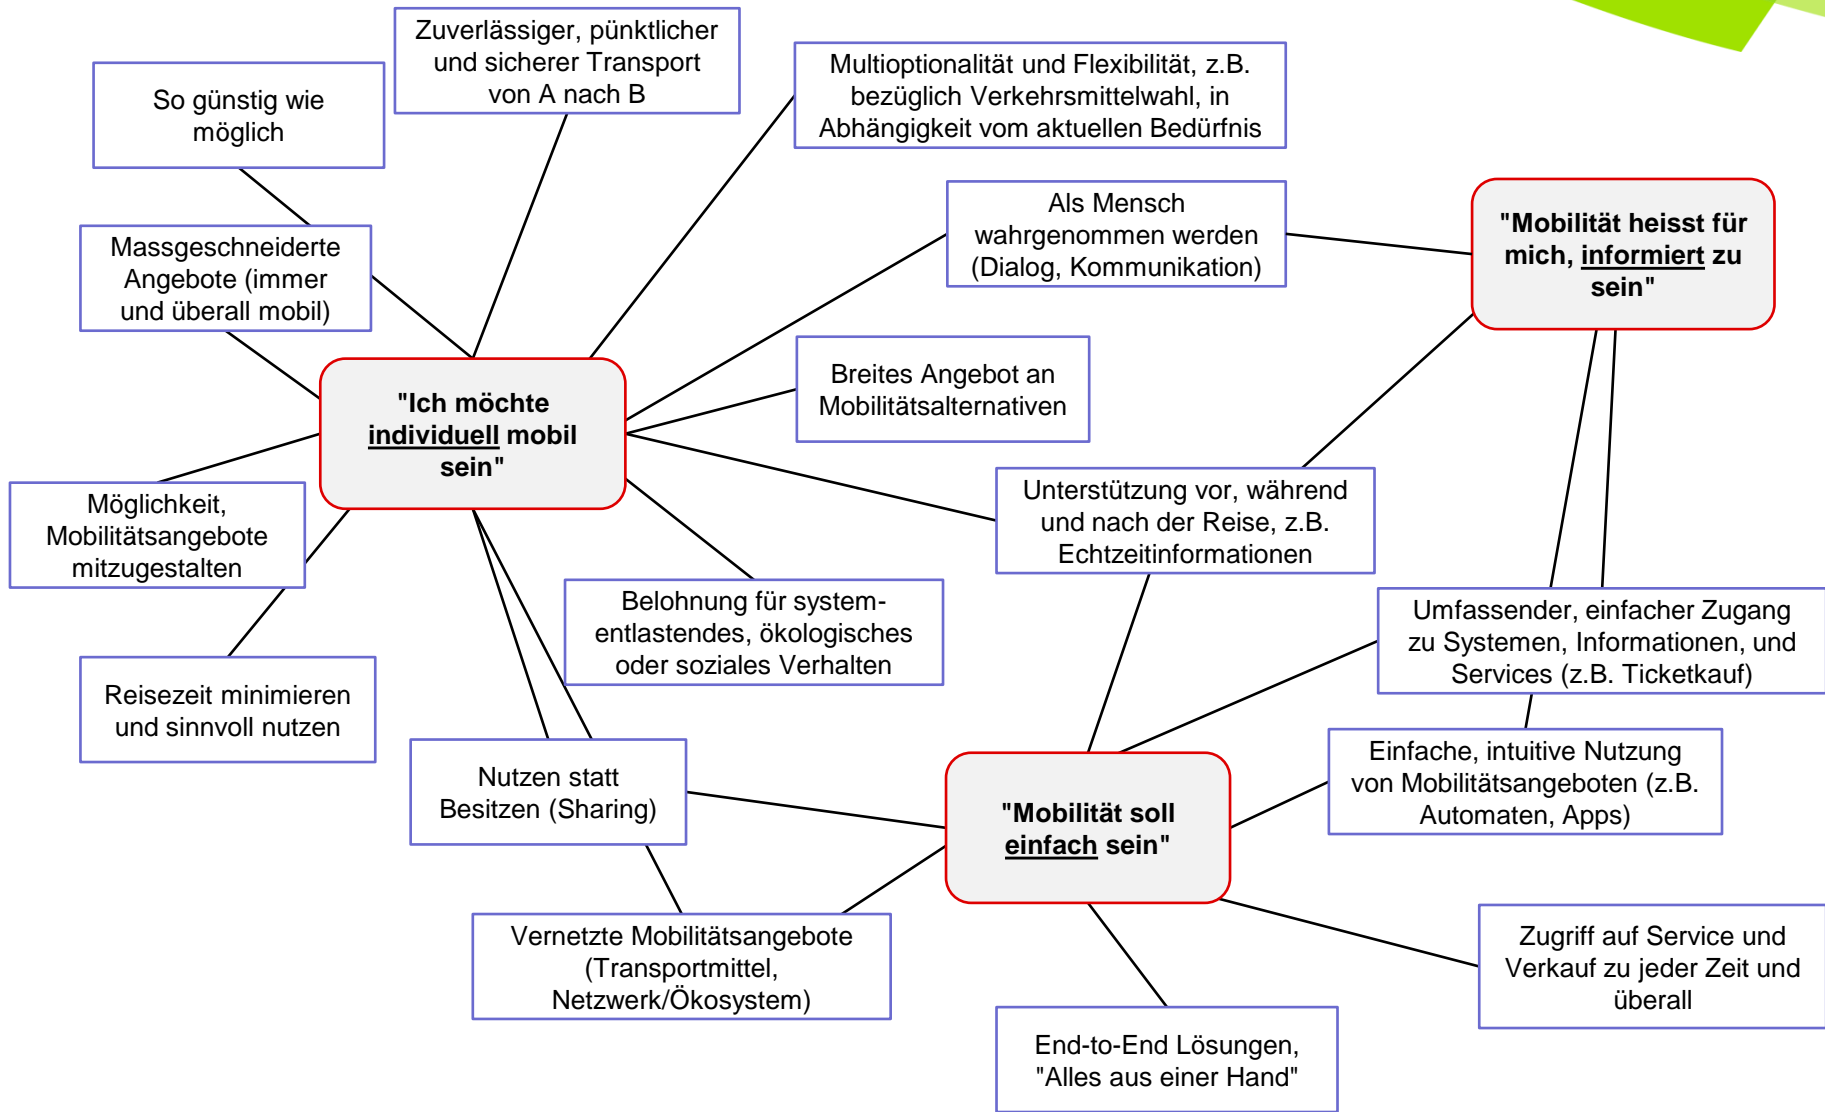 Zuverlässiger, pünktlicher
und sicherer Transport
von A nach B
Multioptionalität und Flexibilität, z.B.
bezüglich Verkehrsmittelwahl, in
Abhängigkeit vom aktuellen Bedürfnis
So günstig wie
möglich
Als Mensch
wahrgenommen werden
(Dialog, Kommunikation)
"Mobilität heisst für
mich, informiert zu
sein"
Massgeschneiderte
Angebote (immer
und überall mobil)
"Ich möchte
individuell mobil
sein"
Breites Angebot an
Mobilitätsalternativen
Möglichkeit,
Mobilitätsangebote
mitzugestalten
Unterstützung vor, während
und nach der Reise, z.B.
Echtzeitinformationen
Belohnung für system-
entlastendes, ökologisches
oder soziales Verhalten
Umfassender, einfacher Zugang
zu Systemen, Informationen, und
Services (z.B. Ticketkauf)
Reisezeit minimieren
und sinnvoll nutzen
Nutzen statt
Besitzen (Sharing)
Einfache, intuitive Nutzung
von Mobilitätsangeboten (z.B.
Automaten, Apps)
"Mobilität soll
einfach sein"
Vernetzte Mobilitätsangebote
(Transportmittel,
Netzwerk/Ökosystem)
Zugriff auf Service und
Verkauf zu jeder Zeit und
überall
End-to-End Lösungen,
"Alles aus einer Hand"